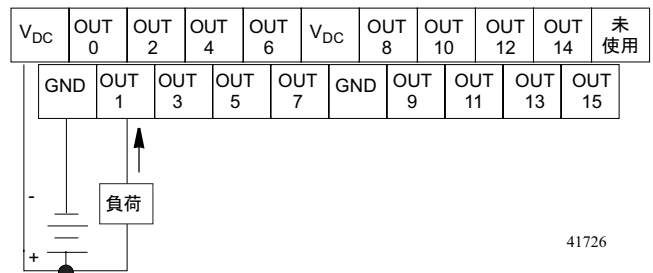 VDC OUT 0 OUT 2 OUT 4 OUT 6 VDC OUT 8 OUT 10 OUT 12 OUT 14 未使用
GND OUT 1 OUT 3 OUT 5 OUT 7 GND OUT 9 OUT 11 OUT 13 OUT 15
負荷
-
+
41726